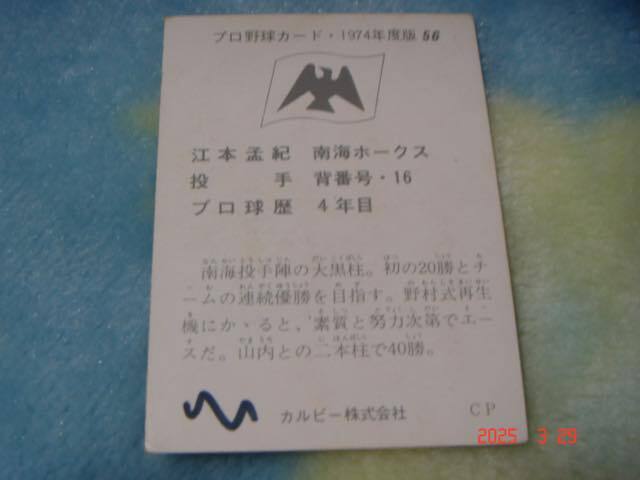 プロ野球カード・1974年度版 56
江本孟紀 南海ホークス
投手 背番号・16
プロ球歴 4年目
南海投手陣の大黒柱。初の20勝とチ
ームの連続優勝を目指す。野村式再生
機にかゝると、素質と努力次第でエー
スだ。山内との二本柱で40勝。
カルビー株式会社 CP
2025 3 29